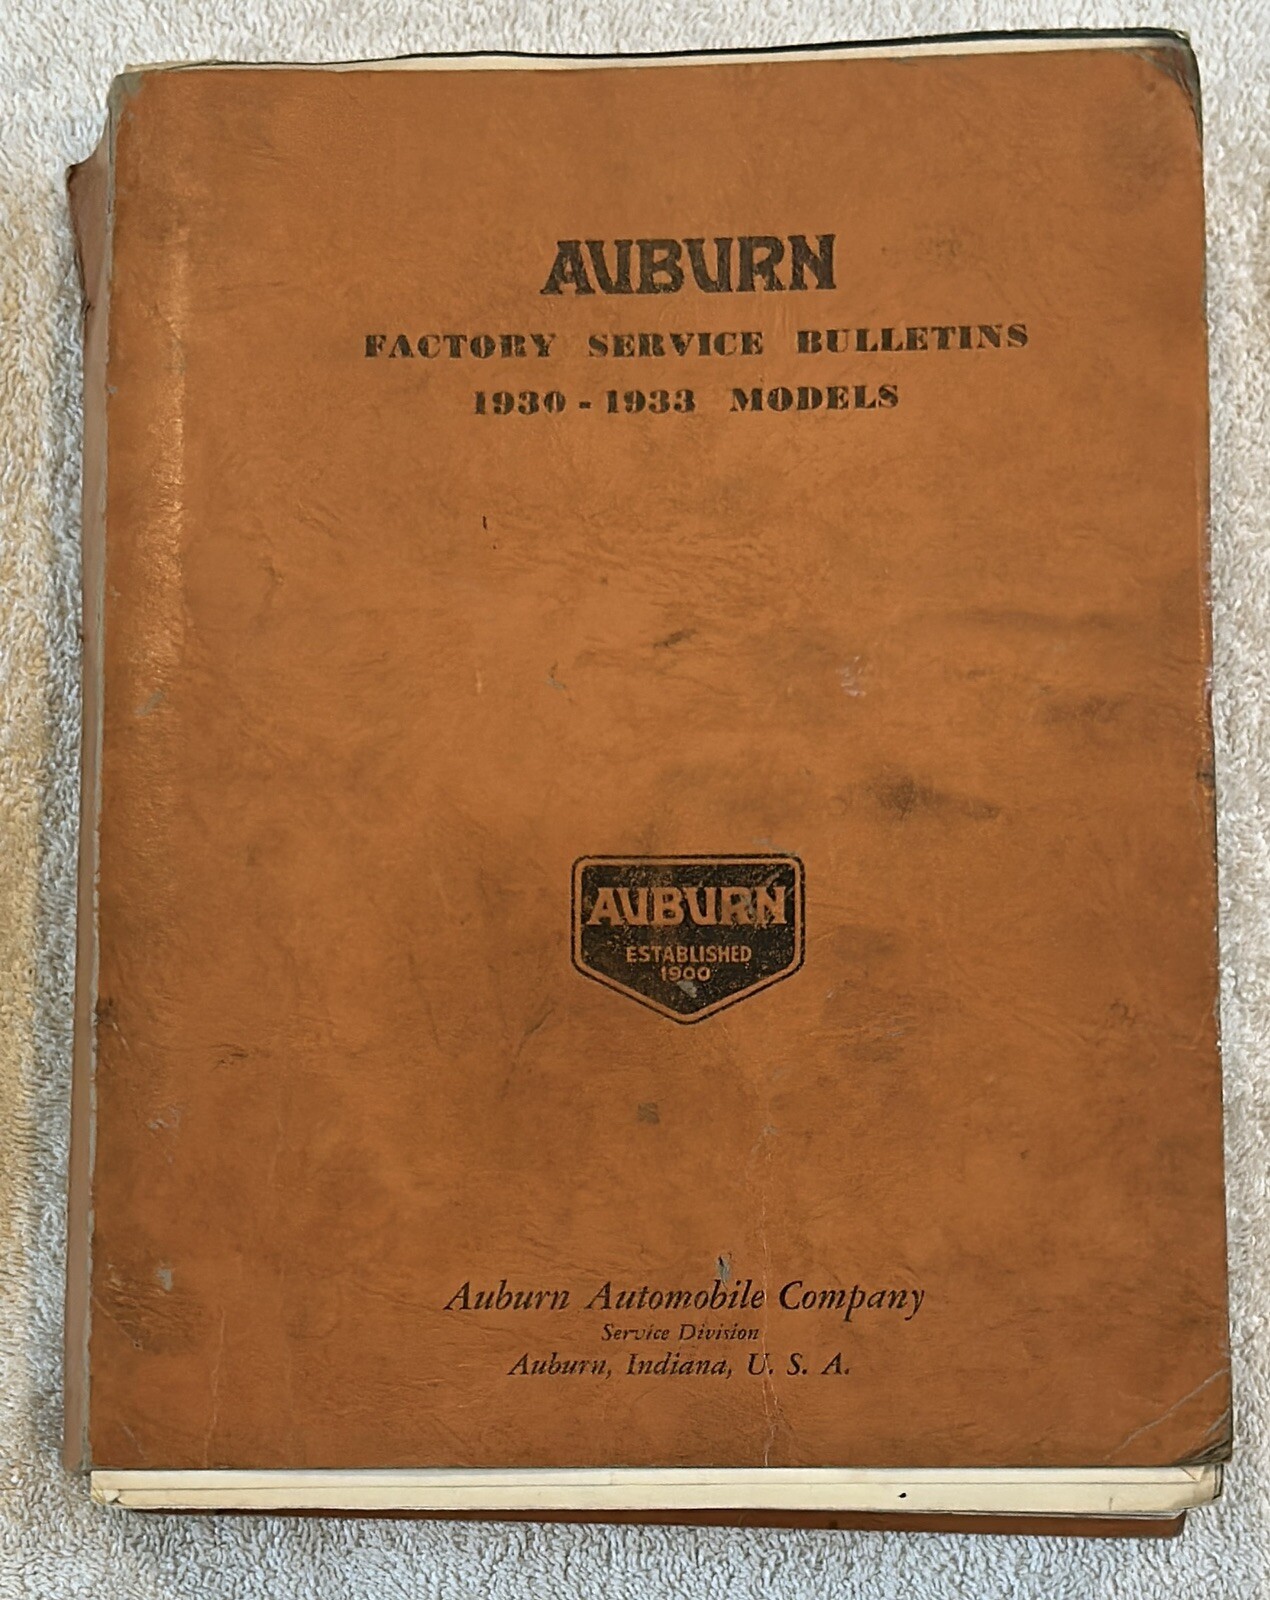 AUBURN
FACTORY SERVICE BULLETINS
1930 - 1933 MODELS
AUBURN
ESTABLISHED
1900
Auburn Automobile Company
Service Division
Auburn, Indiana, U. S. A.